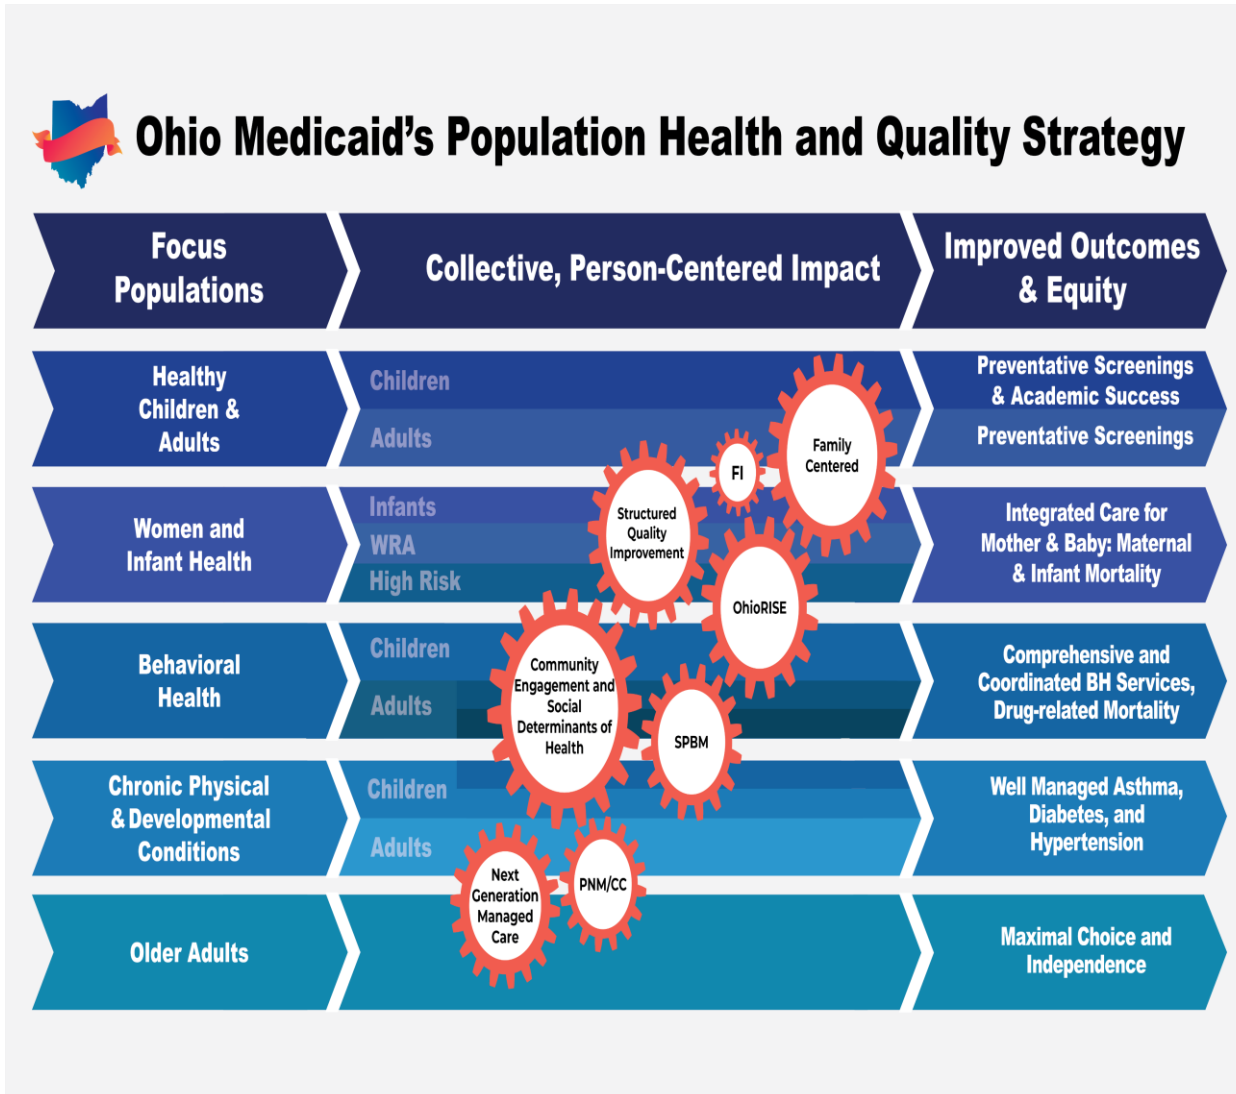 Ohio Medicaid's Population Health and Quality Strategy
Focus
Populations
Collective, Person-Centered Impact
Improved Outcomes
& Equity
Healthy
Children &
Adults
Children
Adults
Preventative Screenings
& Academic Success
Preventative Screenings
Women and
Infant Health
Infants
WRA
High Risk
Integrated Care for
Mother & Baby: Maternal
& Infant Mortality
Behavioral
Health
Children
Adults
Comprehensive and
Coordinated BH Services,
Drug-related Mortality
Chronic Physical
& Developmental
Conditions
Children
Adults
Well Managed Asthma,
Diabetes, and
Hypertension
Older Adults
Maximal Choice and
Independence
Family
Centered
FI
Structured
Quality
Improvement
OhioRISE
Community
Engagement and
Social
Determinants of
Health
SPBM
PNM/CC
Next
Generation
Managed
Care